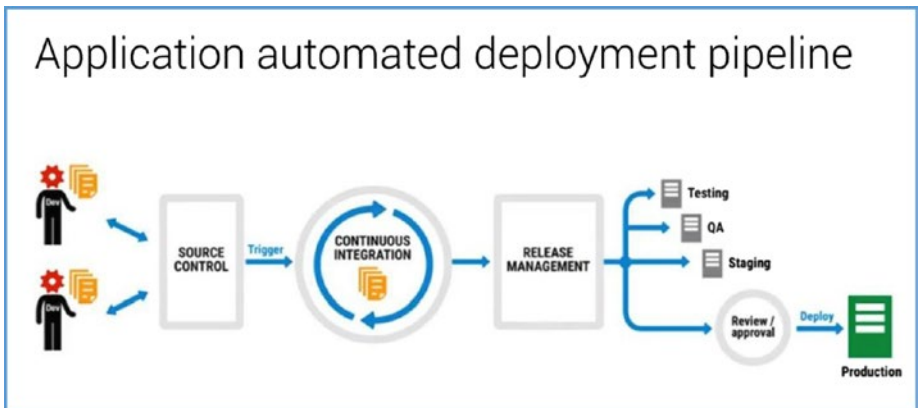 Application automated deployment pipeline
Dev
Dev
SOURCE
CONTROL
Trigger
CONTINUOUS
INTEGRATION
RELEASE
MANAGEMENT
Testing
QA
Staging
Review /
approval
Deploy
Production